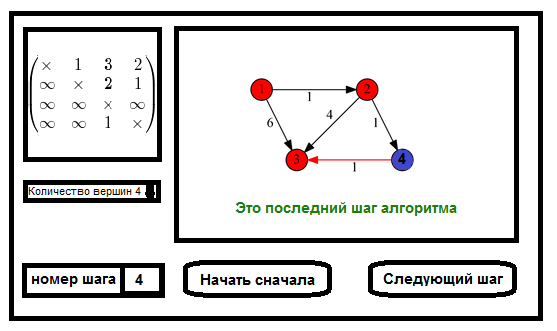 × 1 3 2
∞ × 2 1
∞ ∞ × ∞
∞ ∞ 1 ×
Количество вершин 4
1
2
1
6
4
1
3
4
1
Это последний шаг алгоритма
номер шага 4
Начать сначала
Следующий шаг